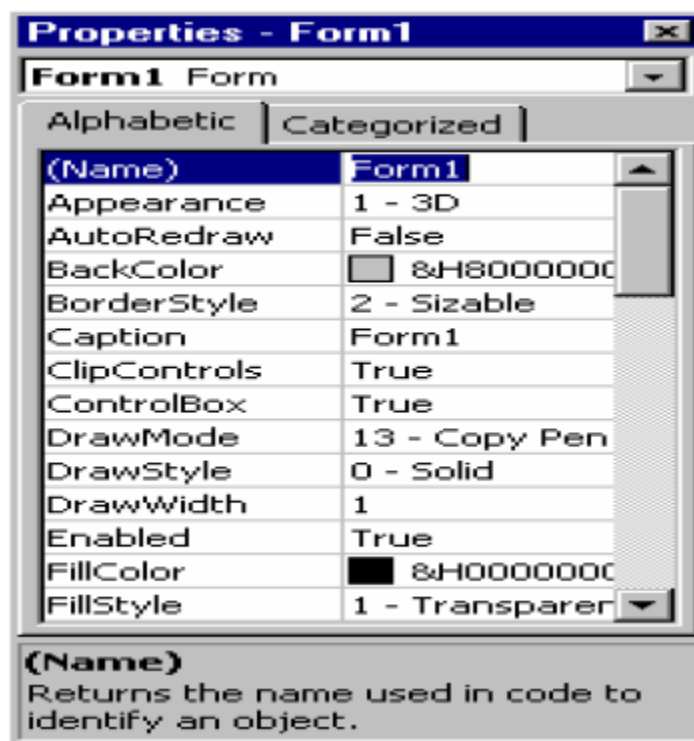 Properties - Form1
Form1 Form
Alphabetic Categorized
(Name) Form1
Appearance 1 - 3D
AutoRedraw False
BackColor &H8000000
BorderStyle 2 - Sizable
Caption Form1
ClipControls True
ControlBox True
DrawMode 13 - Copy Pen
DrawStyle 0 - Solid
DrawWidth 1
Enabled True
FillColor &H0000000
FillStyle 1 - Transparen
(Name)
Returns the name used in code to
identify an object.